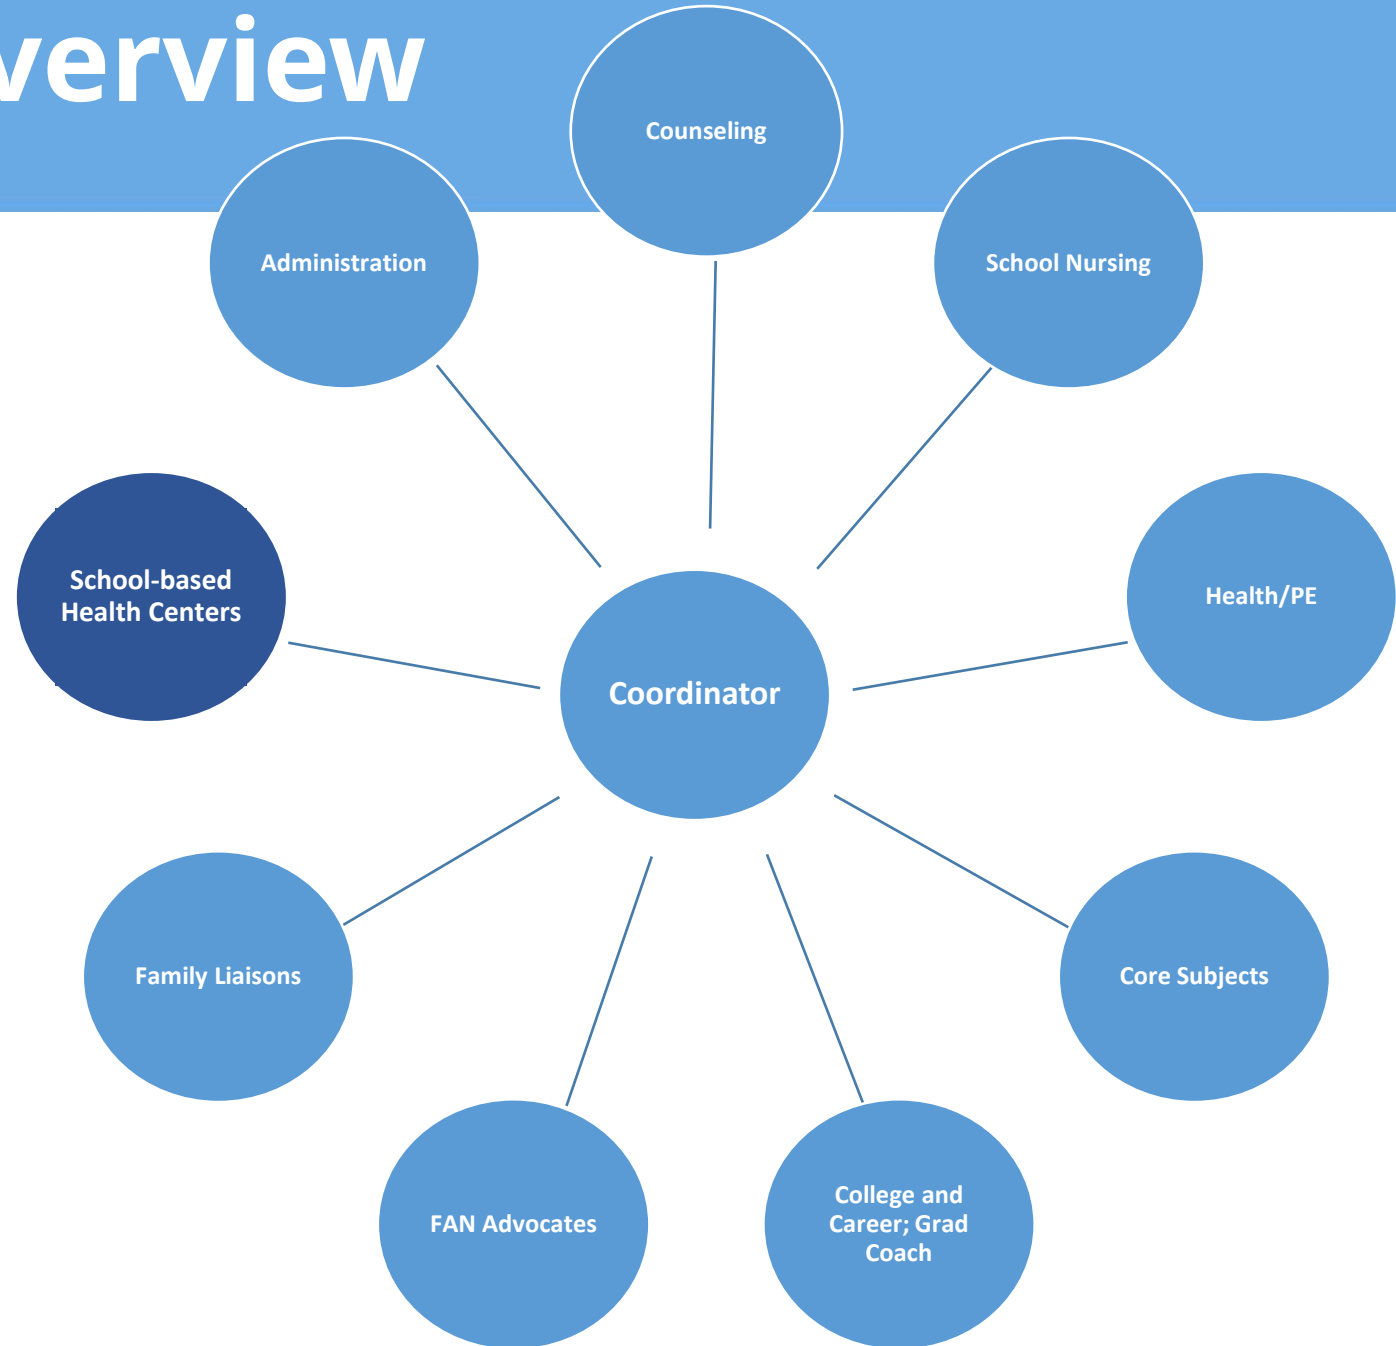 verview
Counseling
Administration
School Nursing
School-based
Health Centers
Health/PE
Coordinator
Family Liaisons
Core Subjects
FAN Advocates
College and
Career; Grad
Coach